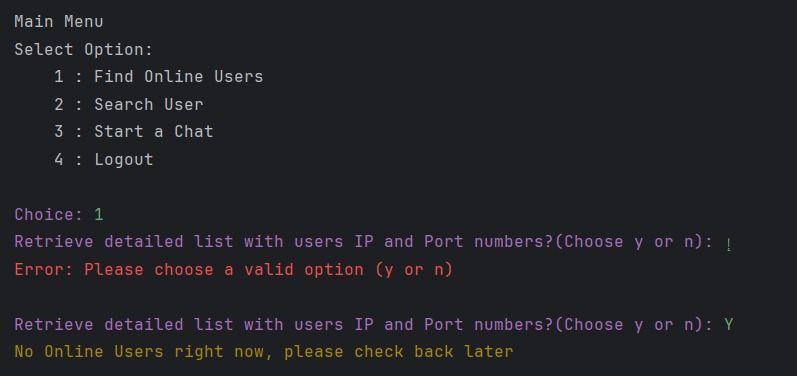 Main Menu
Select Option:
1 : Find Online Users
2 : Search User
3 : Start a Chat
4 : Logout
Choice: 1
Retrieve detailed list with users IP and Port numbers?(Choose y or n): !
Error: Please choose a valid option (y or n)
Retrieve detailed list with users IP and Port numbers?(Choose y or n): Y
No Online Users right now, please check back later